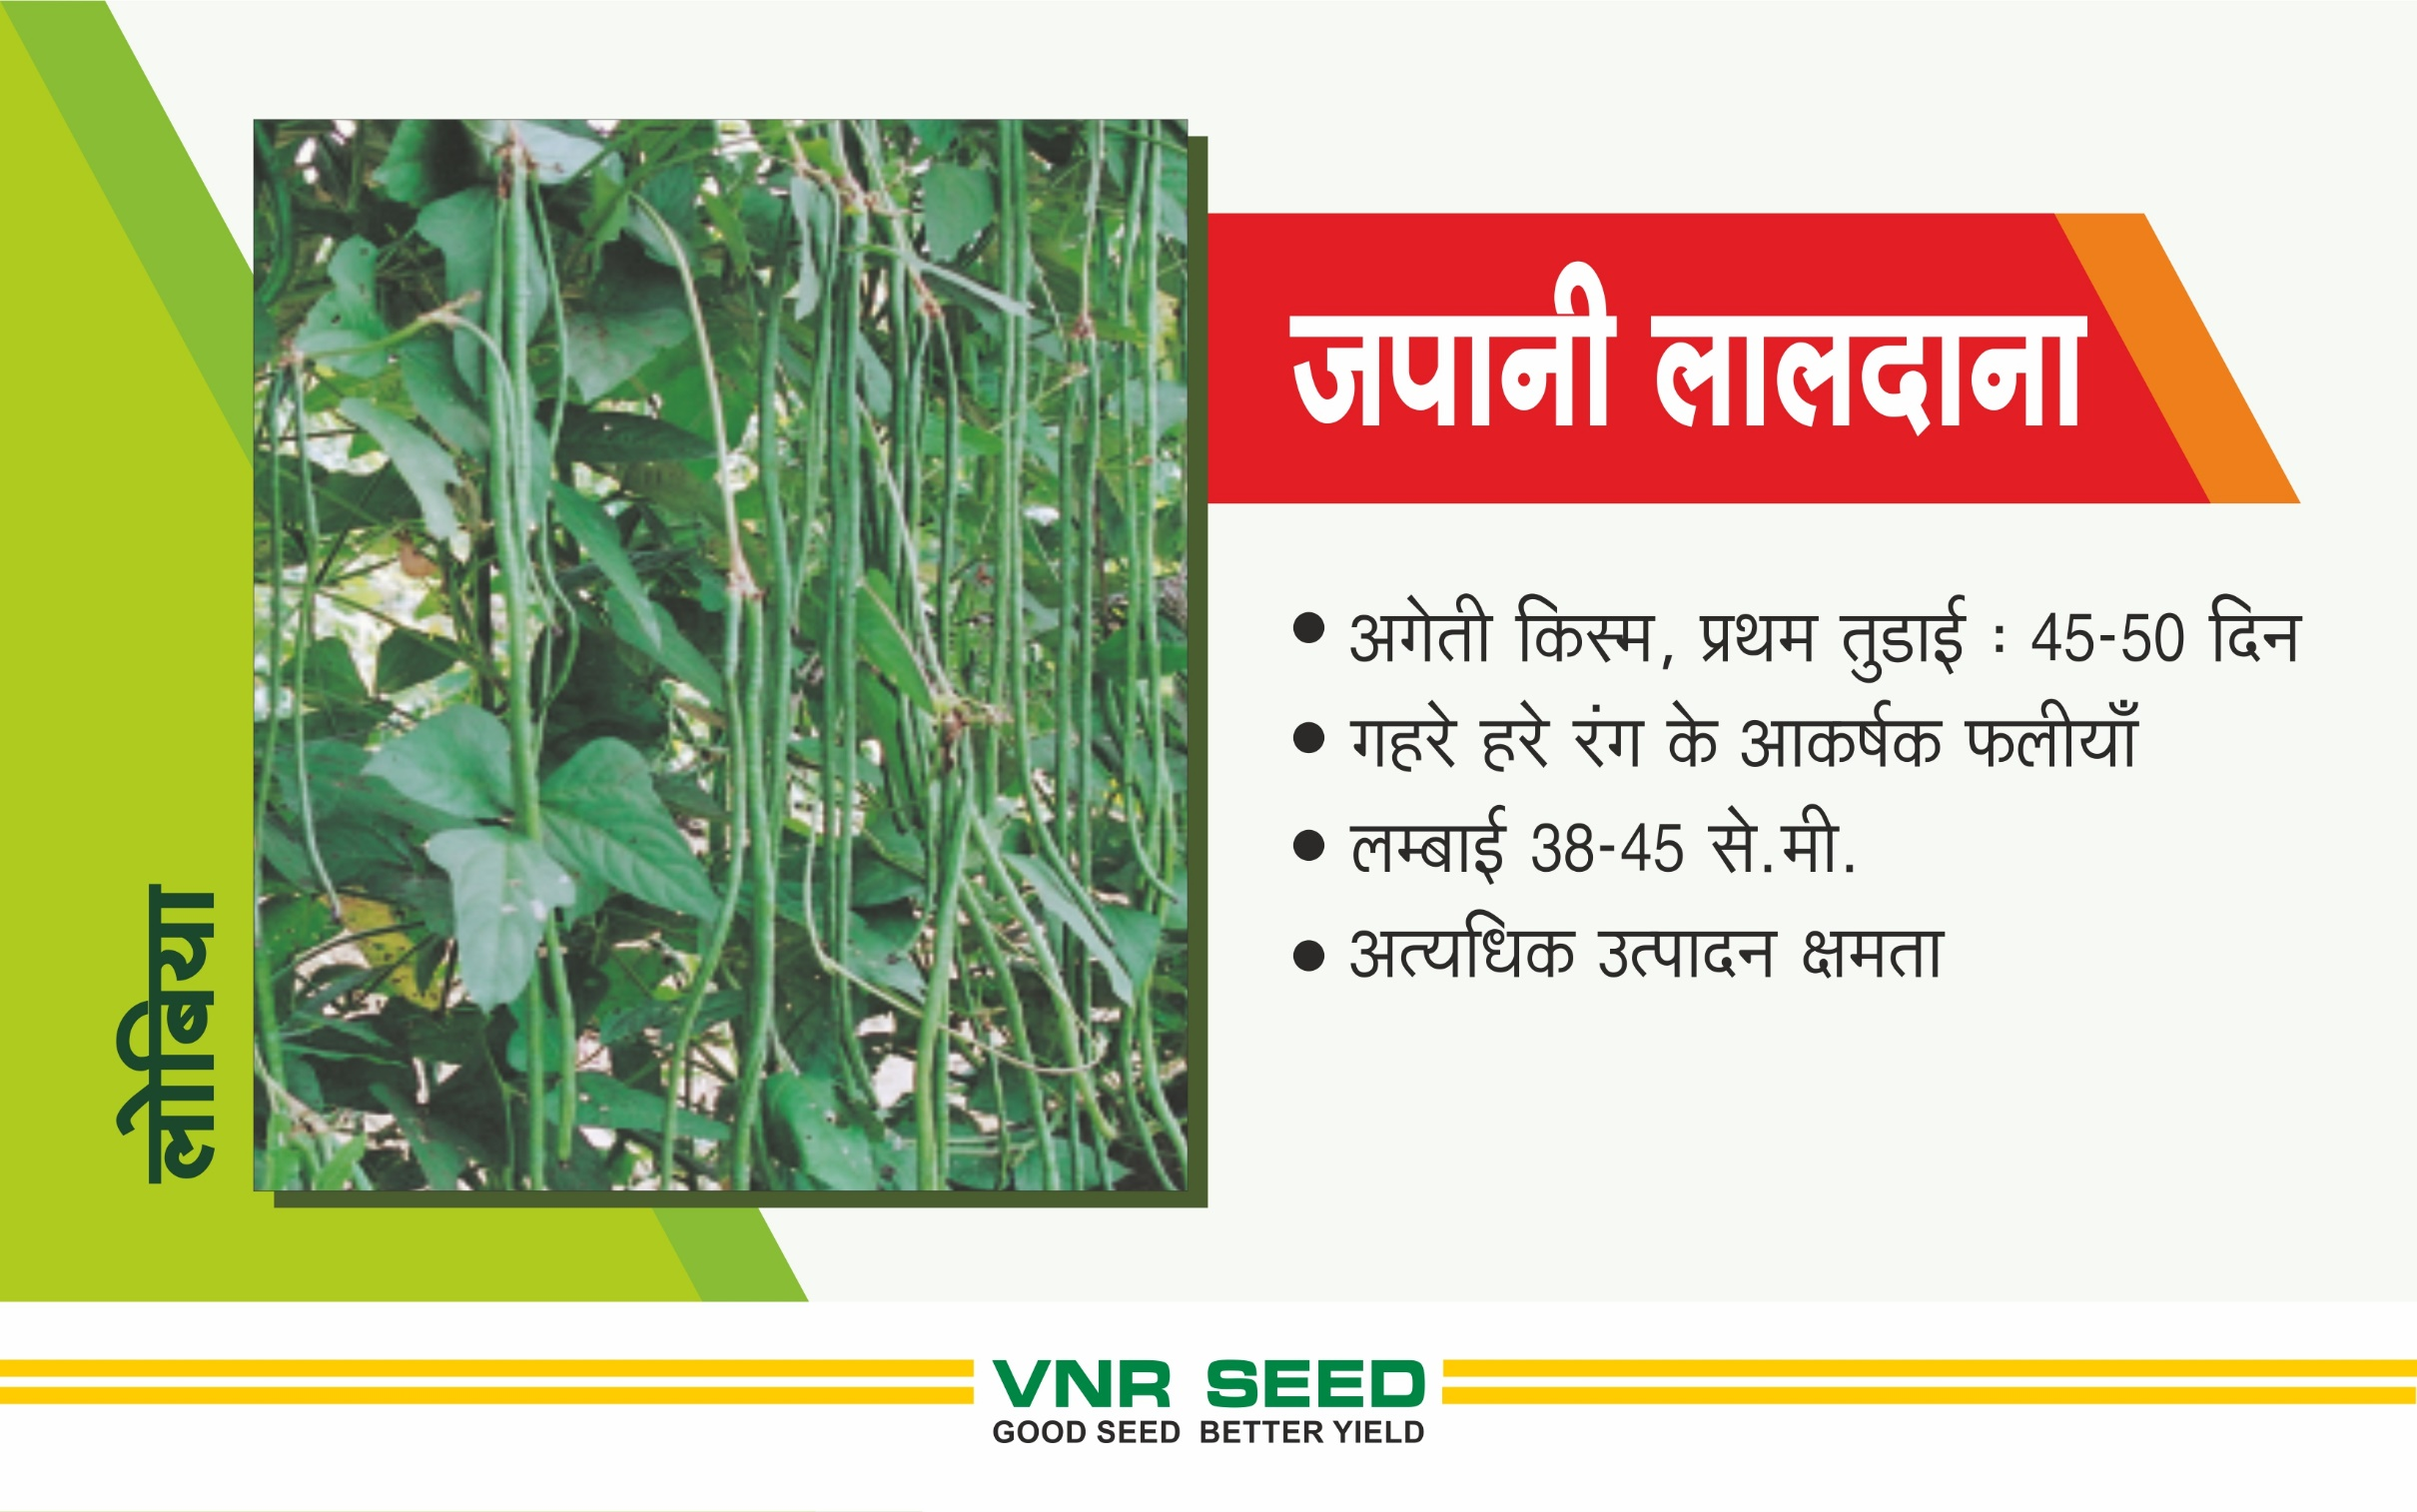 जपानी लालदाना
● अगेती किस्म, प्रथम तुडाई : 45-50 दिन
● गहरे हरे रंग के आकर्षक फलीयाँ
● लम्बाई 38-45 से.मी.
● अत्याधिक उत्पादन क्षमता
लोबिया
VNR SEED
GOOD SEED BETTER YIELD